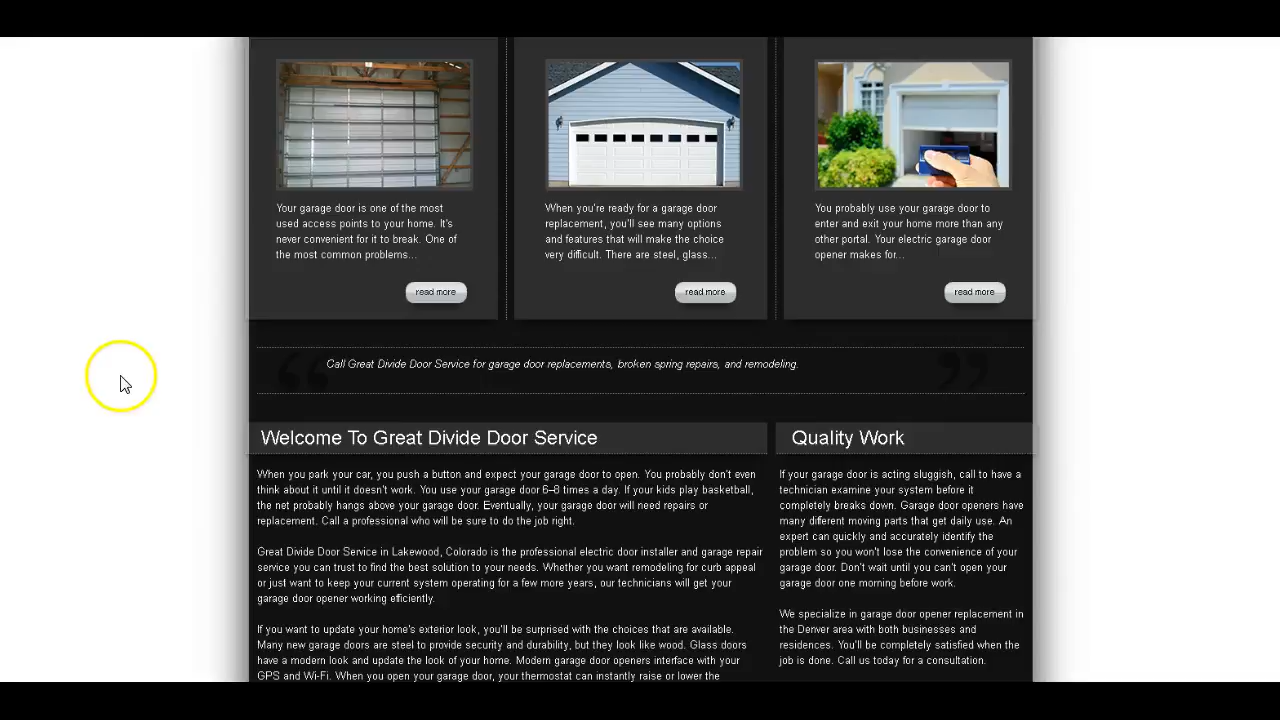 Your garage door is one of the most
used access points to your home. It's
never convenient for it to break. One of
the most common problems...
read more
When you're ready for a garage door
replacement, you'll see many options
and features that will make the choice
very difficult. There are steel, glass...
read more
You probably use your garage door to
enter and exit your home more than any
other portal. Your electric garage door
opener makes for...
read more
Call Great Divide Door Service for garage door replacements, broken spring repairs, and remodeling.
Welcome To Great Divide Door Service
When you park your car, you push a button and expect your garage door to open. You probably don't even
think about it until it doesn't work. You use your garage door 6–8 times a day. If your kids play basketball,
the net probably hangs above your garage door. Eventually, your garage door will need repairs or
replacement. Call a professional who will be sure to do the job right.
Great Divide Door Service in Lakewood, Colorado is the professional electric door installer and garage repair
service you can trust to find the best solution to your needs. Whether you want remodeling for curb appeal
or just want to keep your current system operating for a few more years, our technicians will get your
garage door opener working efficiently.
If you want to update your home's exterior look, you'll be surprised with the choices that are available.
Many new garage doors are steel to provide security and durability, but they look like wood. Glass doors
have a modern look and update the look of your home. Modern garage door openers interface with your
GPS and Wi-Fi. When you open your garage door, your thermostat can instantly raise or lower the
Quality Work
If your garage door is acting sluggish, call to have a
technician examine your system before it
completely breaks down. Garage door openers have
many different moving parts that get daily use. An
expert can quickly and accurately identify the
problem so you won't lose the convenience of your
garage door. Don't wait until you can't open your
garage door one morning before work.
We specialize in garage door opener replacement in
the Denver area with both businesses and
residences. You'll be completely satisfied when the
job is done. Call us today for a consultation.